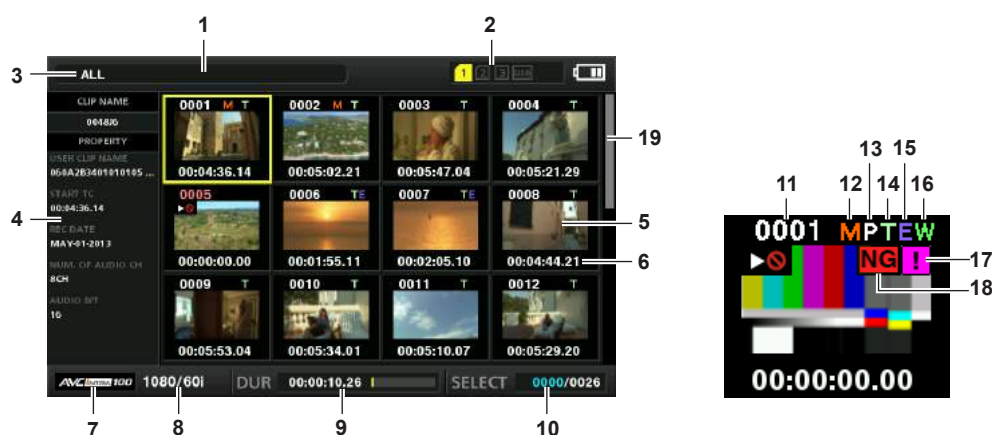 1
2
3
ALL
1 2 3 USB
CLIP NAME
0048J6
PROPERTY
USER CLIP NAME
060A2B3401010105 ...
START TC
00:04:36.14
4
REC DATE
MAY-01-2013
NUM. OF AUDIO CH
8CH
AUDIO BIT
16
0001 M T
00:04:36.14
0002 M T
00:05:02.21
0003 T
00:05:47.04
0004 T
00:05:21.29
19
0005
00:00:00.00
0006 TE
00:01:55.11
0007 TE
00:02:05.10
0008 T
00:04:44.21
5
6
0009 T
00:05:53.04
0010 T
00:05:34.01
0011 T
00:05:10.07
0012 T
00:05:29.20
AVC INTRA 100
1080/60i
DUR 00:00:10.26
SELECT 0000/0026
7
8
9
10
11
12
13
14
15
16
0001 MPTEW
NG !
17
18
00:00:00.00